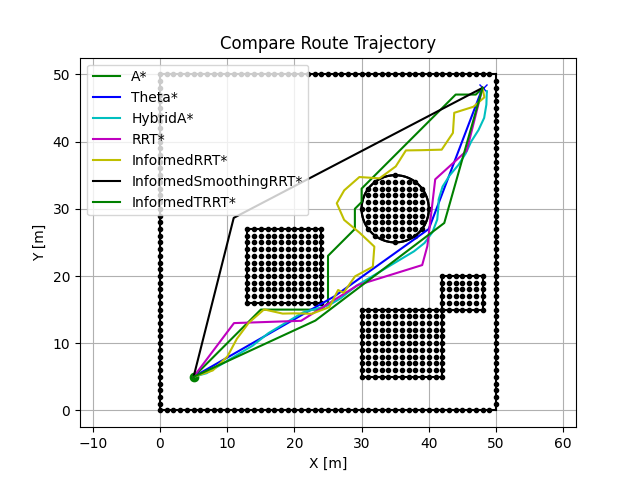 Compare Route Trajectory
A*
Theta*
HybridA*
RRT*
InformedRRT*
InformedSmoothingRRT*
InformedTRRT*
50
40
30
20
10
0
Y [m]
−10 0 10 20 30 40 50 60
X [m]